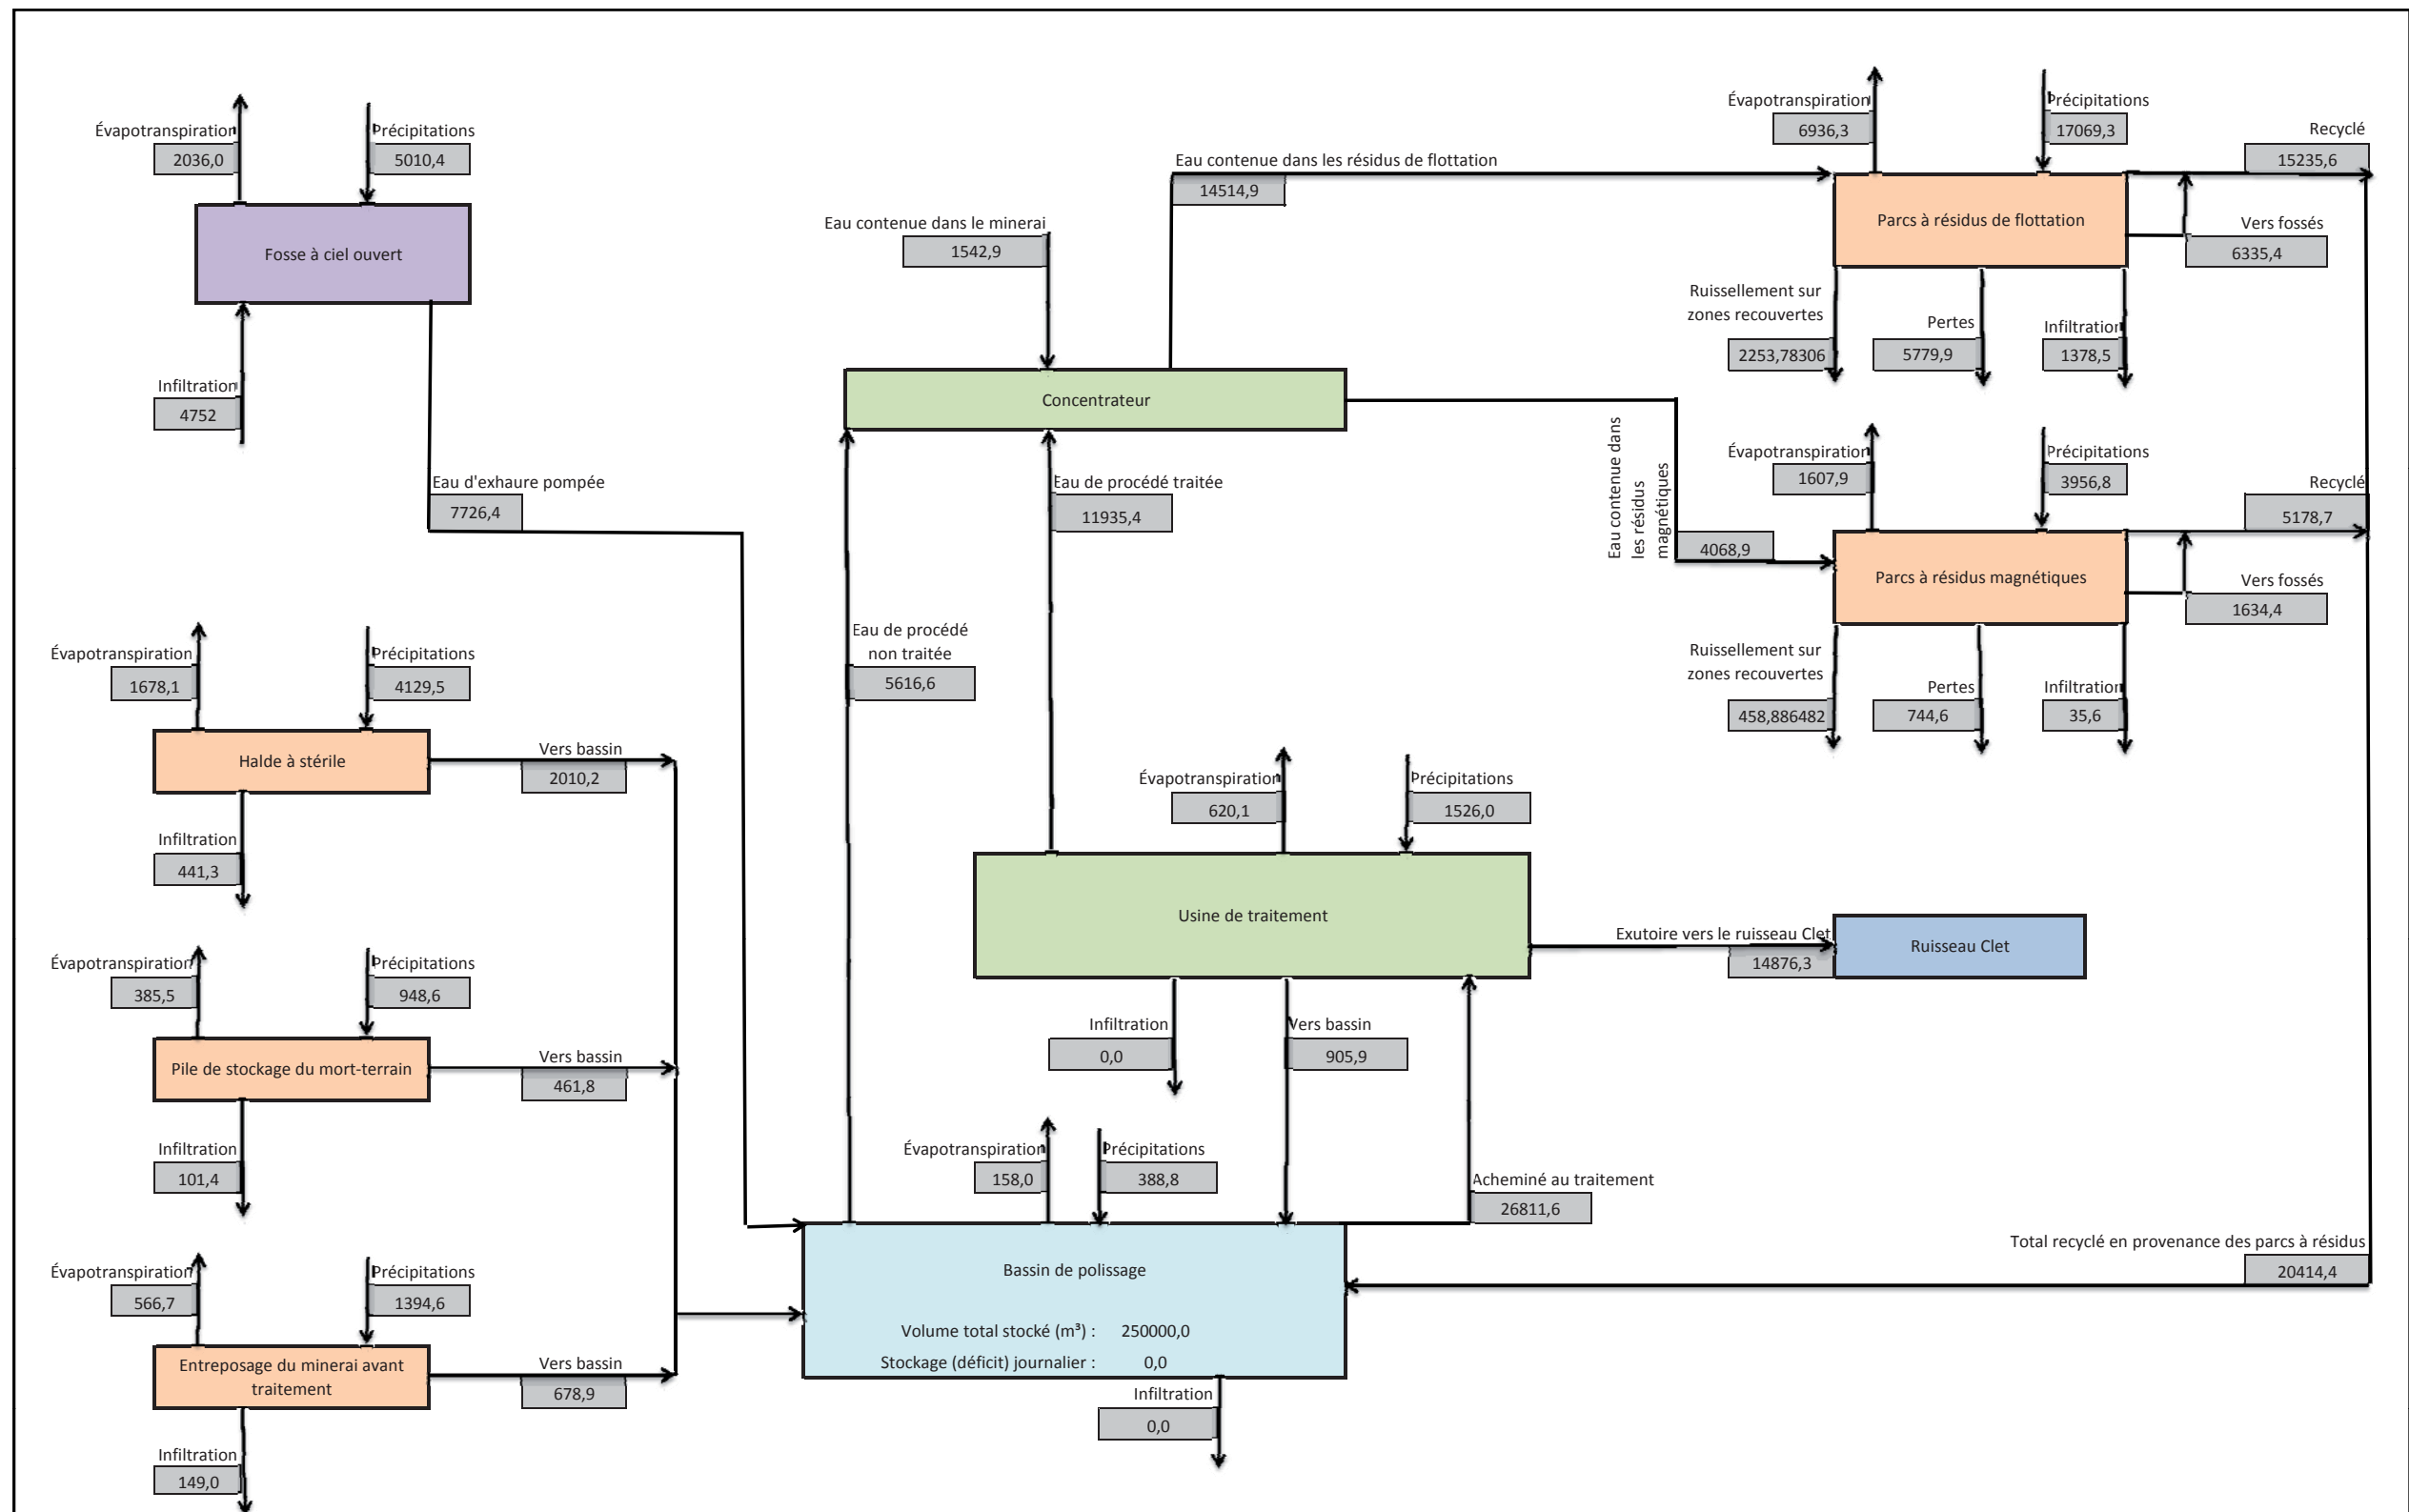 Évapotranspiration
2036,0
Précipitations
5010,4
Fosse à ciel ouvert
Infiltration
4752
Eau d'exhaure pompée
7726,4
Évapotranspiration
1678,1
Précipitations
4129,5
Halde à stérile
Vers bassin
2010,2
Infiltration
441,3
Évapotranspiration
385,5
Précipitations
948,6
Pile de stockage du mort-terrain
Vers bassin
461,8
Infiltration
101,4
Évapotranspiration
566,7
Précipitations
1394,6
Entreposage du minerai avant
traitement
Vers bassin
678,9
Infiltration
149,0
Eau contenue dans le minerai
1542,9
Eau contenue dans les résidus de flottation
14514,9
Concentrateur
Eau de procédé traitée
11935,4
Eau de procédé
non traitée
5616,6
Eau contenue dans
les résidus
magnétiques
4068,9
Évapotranspiration
6936,3
Précipitations
17069,3
Recyclé
15235,6
Parcs à résidus de flottation
Vers fossés
6335,4
Ruissellement sur
zones recouvertes
2253,78306
Pertes
5779,9
Infiltration
1378,5
Évapotranspiration
1607,9
Précipitations
3956,8
Recyclé
5178,7
Parcs à résidus magnétiques
Vers fossés
1634,4
Ruissellement sur
zones recouvertes
458,886482
Pertes
744,6
Infiltration
35,6
Évapotranspiration
620,1
Précipitations
1526,0
Usine de traitement
Exutoire vers le ruisseau Clet
14876,3
Ruisseau Clet
Infiltration
0,0
Vers bassin
905,9
Évapotranspiration
158,0
Précipitations
388,8
Acheminé au traitement
26811,6
Total recyclé en provenance des parcs à résidus
20414,4
Bassin de polissage
Volume total stocké (m³) : 250000,0
Stockage (déficit) journalier : 0,0
Infiltration
0,0